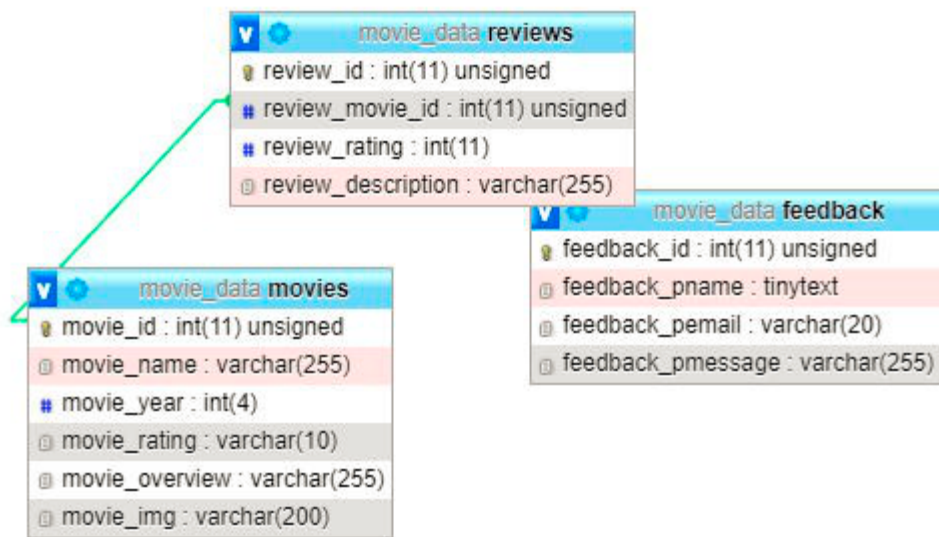 movie_data reviews
review_id : int(11) unsigned
# review_movie_id : int(11) unsigned
# review_rating : int(11)
review_description : varchar(255)
movie_data feedback
feedback_id : int(11) unsigned
feedback_pname : tinytext
feedback_pemail : varchar(20)
feedback_pmessage : varchar(255)
movie_data movies
movie_id : int(11) unsigned
movie_name : varchar(255)
# movie_year : int(4)
movie_rating : varchar(10)
movie_overview : varchar(255)
movie_img : varchar(200)